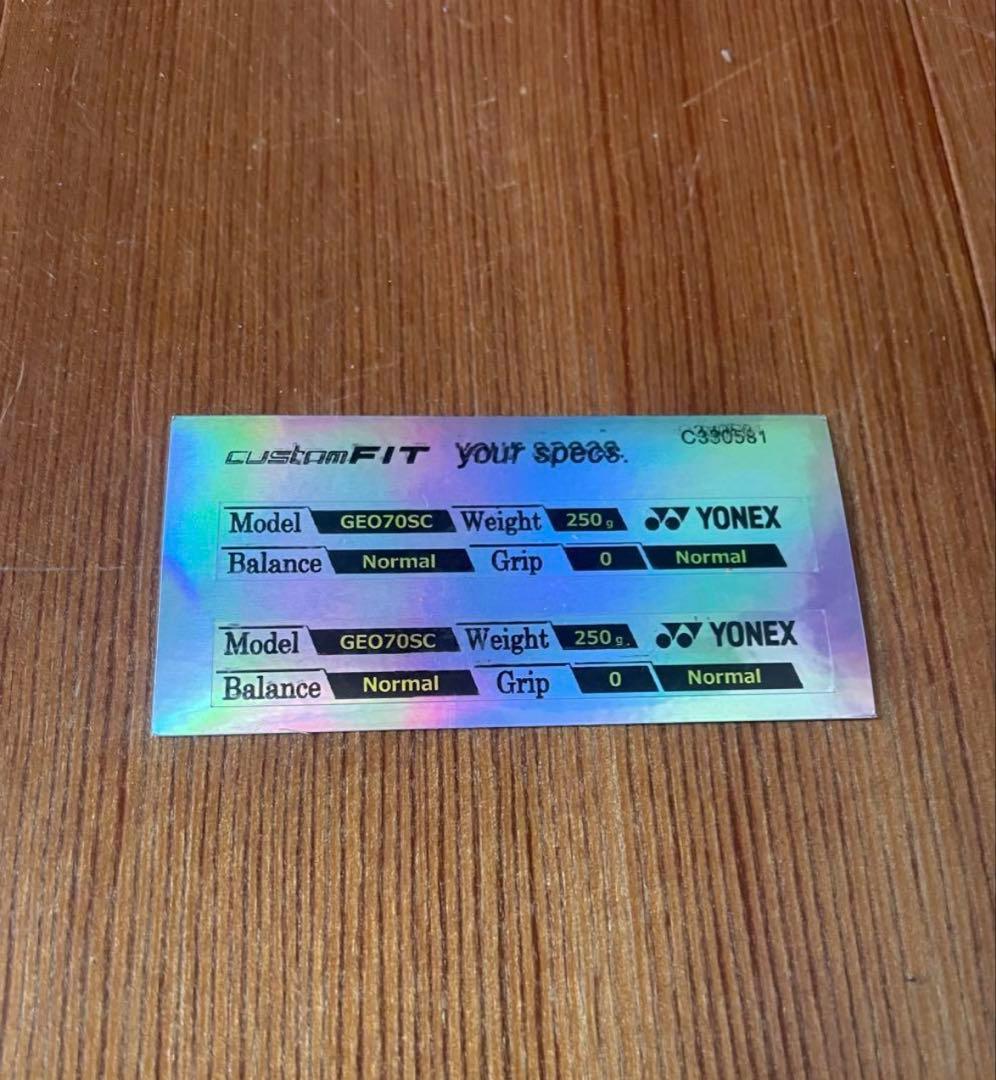 customFIT your specs.
C330581
Model GEO70SC Weight 250g YONEX
Balance Normal Grip 0 Normal
Model GEO70SC Weight 250g. YONEX
Balance Normal Grip 0 Normal